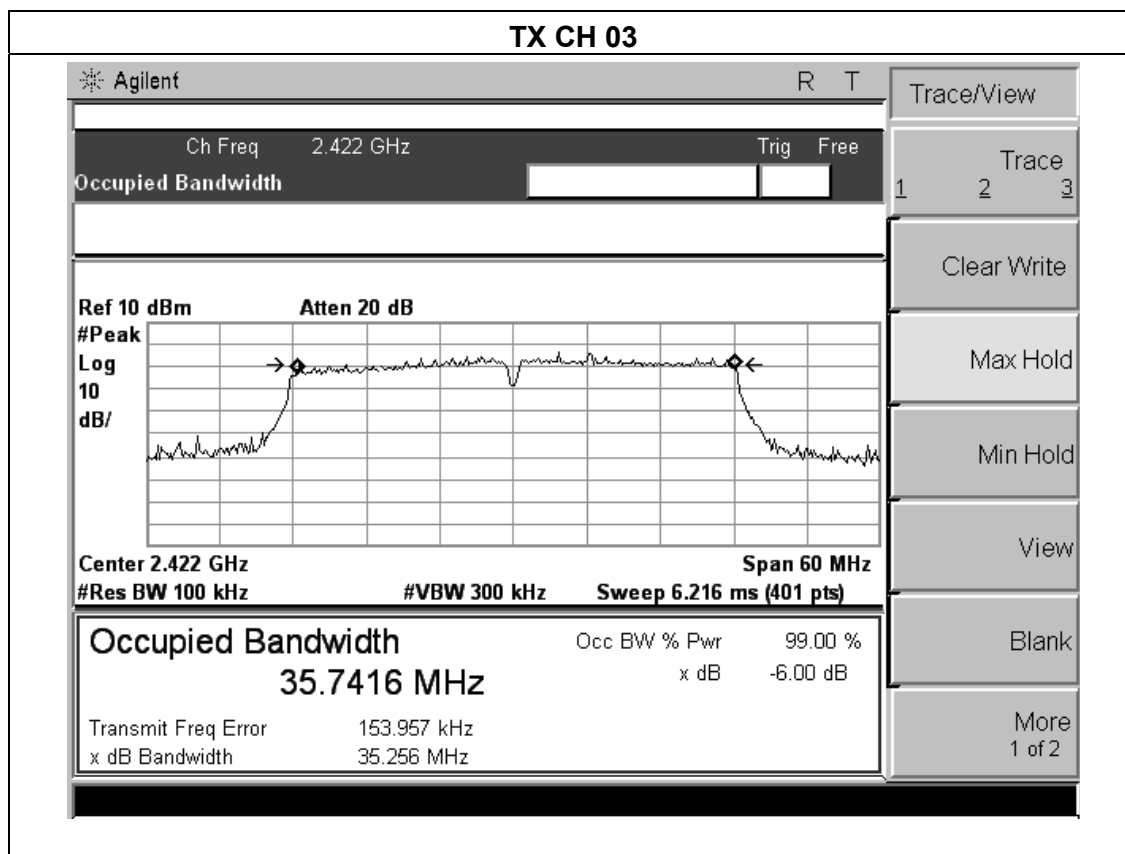 TX CH 03
Agilent R T
Trace/View
Ch Freq 2.422 GHz Trig Free
Occupied Bandwidth
Trace
1 2 3
Clear Write
Max Hold
Min Hold
View
Blank
More
1 of 2
Ref 10 dBm Atten 20 dB
#Peak
Log
10
dB/
Center 2.422 GHz Span 60 MHz
#Res BW 100 kHz #VBW 300 kHz Sweep 6.216 ms (401 pts)
Occupied Bandwidth
35.7416 MHz
Occ BW % Pwr 99.00 %
x dB -6.00 dB
Transmit Freq Error 153.957 kHz
x dB Bandwidth 35.256 MHz